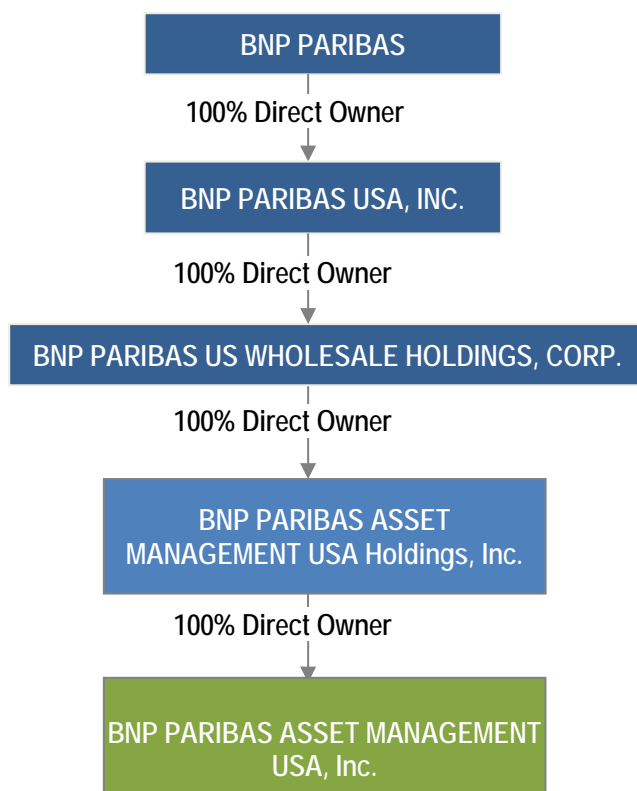 BNP PARIBAS
100% Direct Owner
BNP PARIBAS USA, INC.
100% Direct Owner
BNP PARIBAS US WHOLESALE HOLDINGS, CORP.
100% Direct Owner
BNP PARIBAS ASSET
MANAGEMENT USA Holdings, Inc.
100% Direct Owner
BNP PARIBAS ASSET MANAGEMENT
USA, Inc.